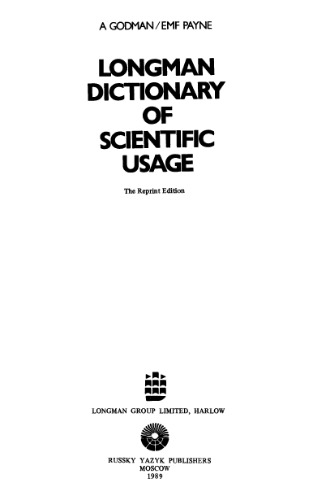 A GODMAN/EMF PAYNE
LONGMAN
DICTIONARY
OF
SCIENTIFIC
USAGE
The Reprint Edition
LONGMAN GROUP LIMITED, HARLOW
RUSSKY YAZYK PUBLISHERS
MOSCOW
1989